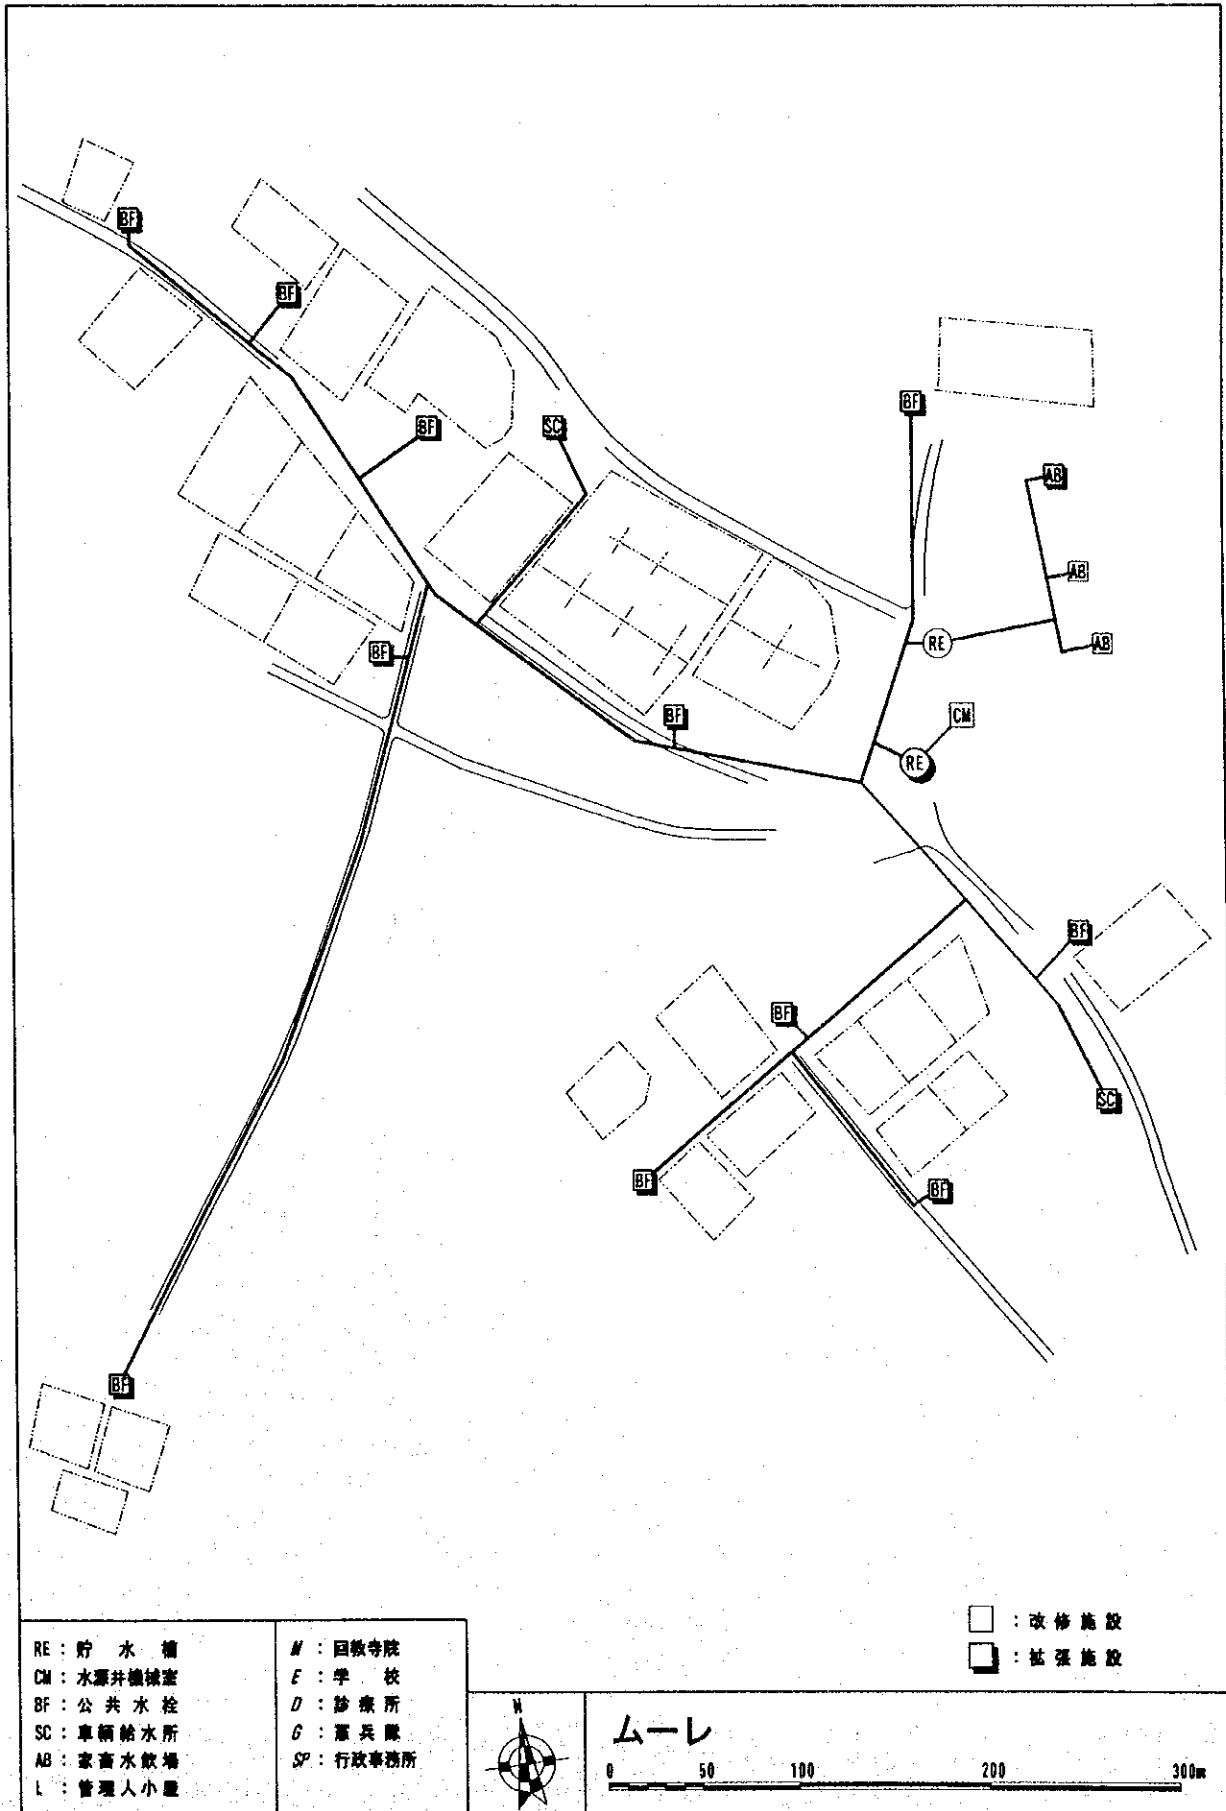 BF
BF
BF
BF
SC
BF
AB
AB
RE
AB
BF
BF
CM
RE
BF
BF
SC
BF
BF
BF
□ : 改修施設
: 拡張施設
RE : 貯水槽
CM : 水源井機械室
BF : 公共水栓
SC : 車輌給水所
AB : 家畜水飲場
L : 管理人小屋
M : 回教寺院
E : 学校
D : 診療所
G : 憲兵隊
SP : 行政事務所
N
ムーレ
0 50 100 200 300m